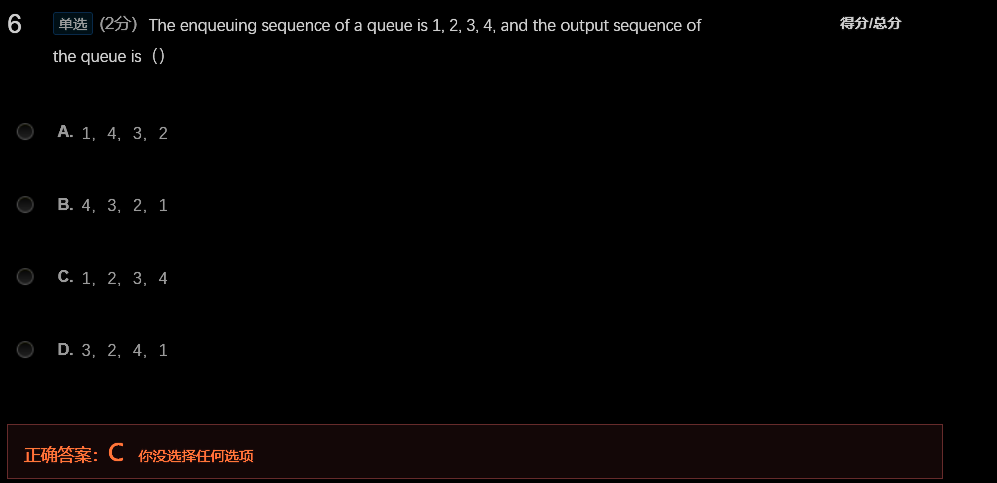 6 单选 (2分) The enqueuing sequence of a queue is 1, 2, 3, 4, and the output sequence of 得分/总分
the queue is（）
A. 1，4，3，2
B. 4，3，2，1
C. 1，2，3，4
D. 3，2，4，1
正确答案：C 你没选择任何选项